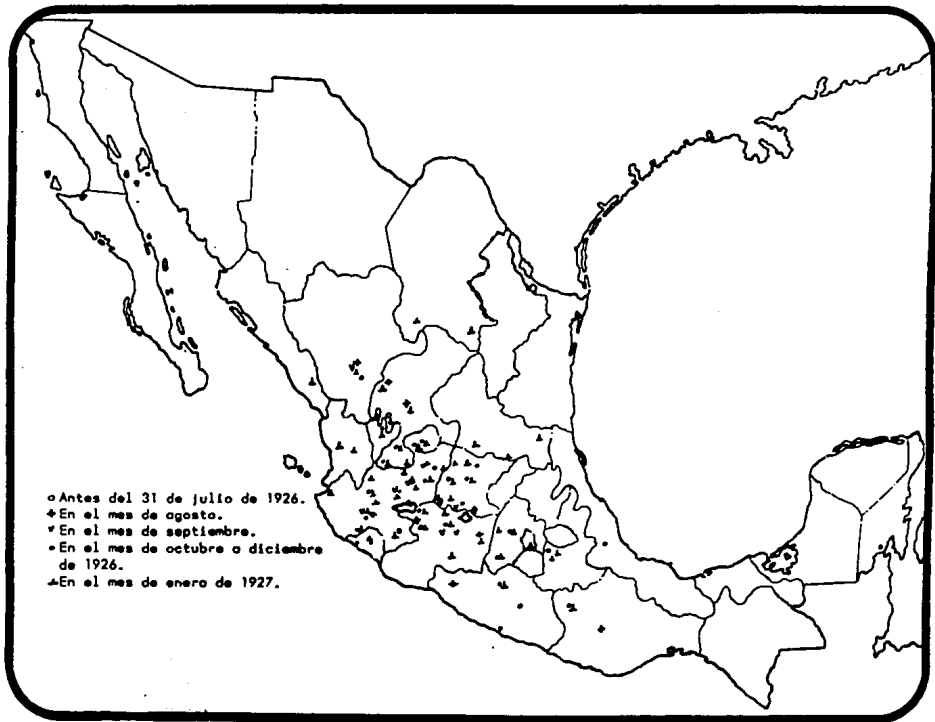 Antes del 31 de julio de 1926.
En el mes de agosto.
En el mes de septiembre.
En el mes de octubre a diciembre
de 1926.
En el mes de enero de 1927.